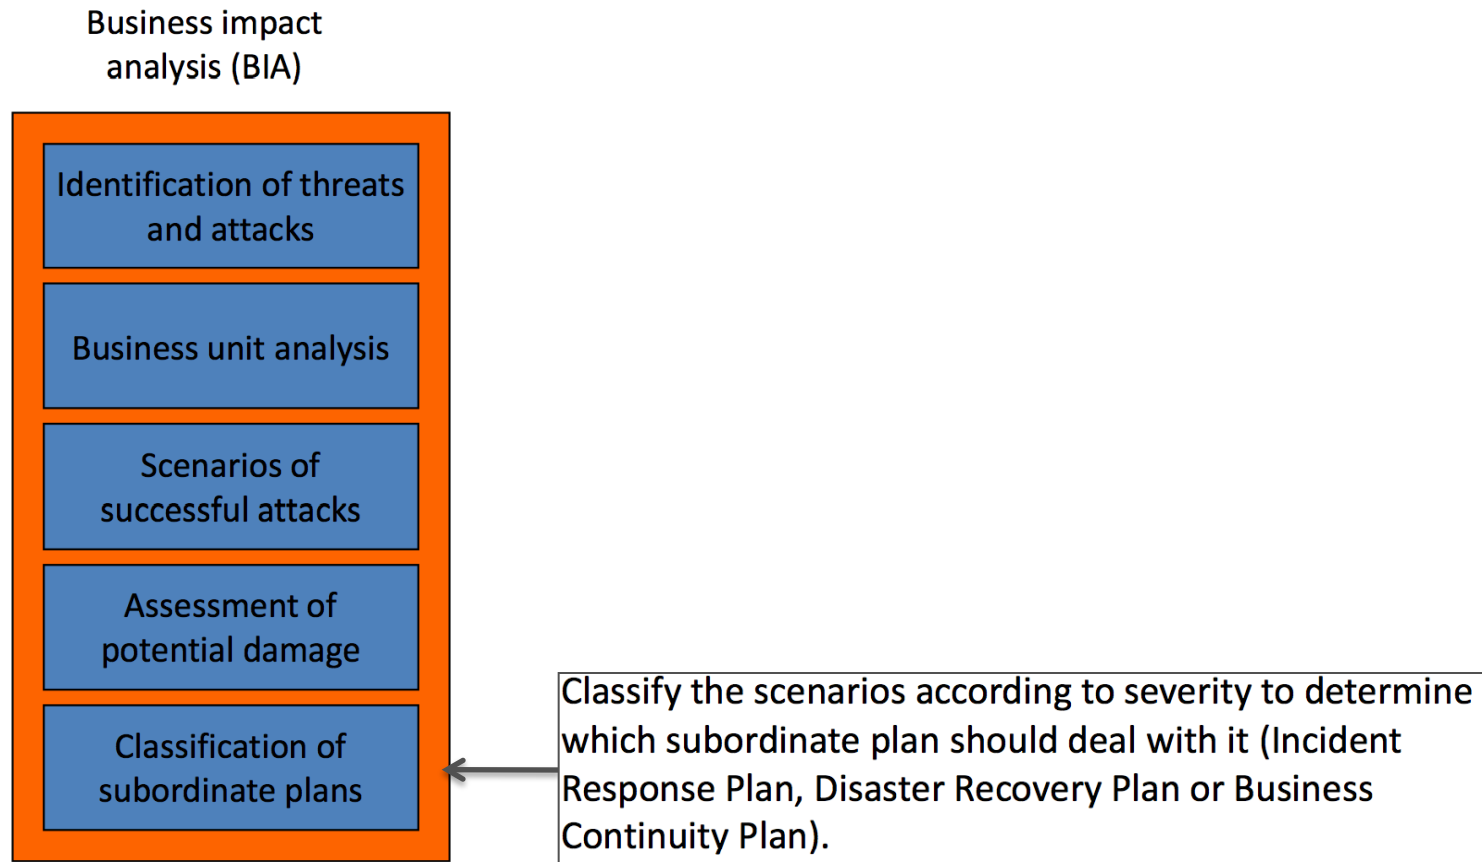 Business impact
analysis (BIA)
Identification of threats
and attacks
Business unit analysis
Scenarios of
successful attacks
Assessment of
potential damage
Classification of
subordinate plans
Classify the scenarios according to severity to determine
which subordinate plan should deal with it (Incident
Response Plan, Disaster Recovery Plan or Business
Continuity Plan).